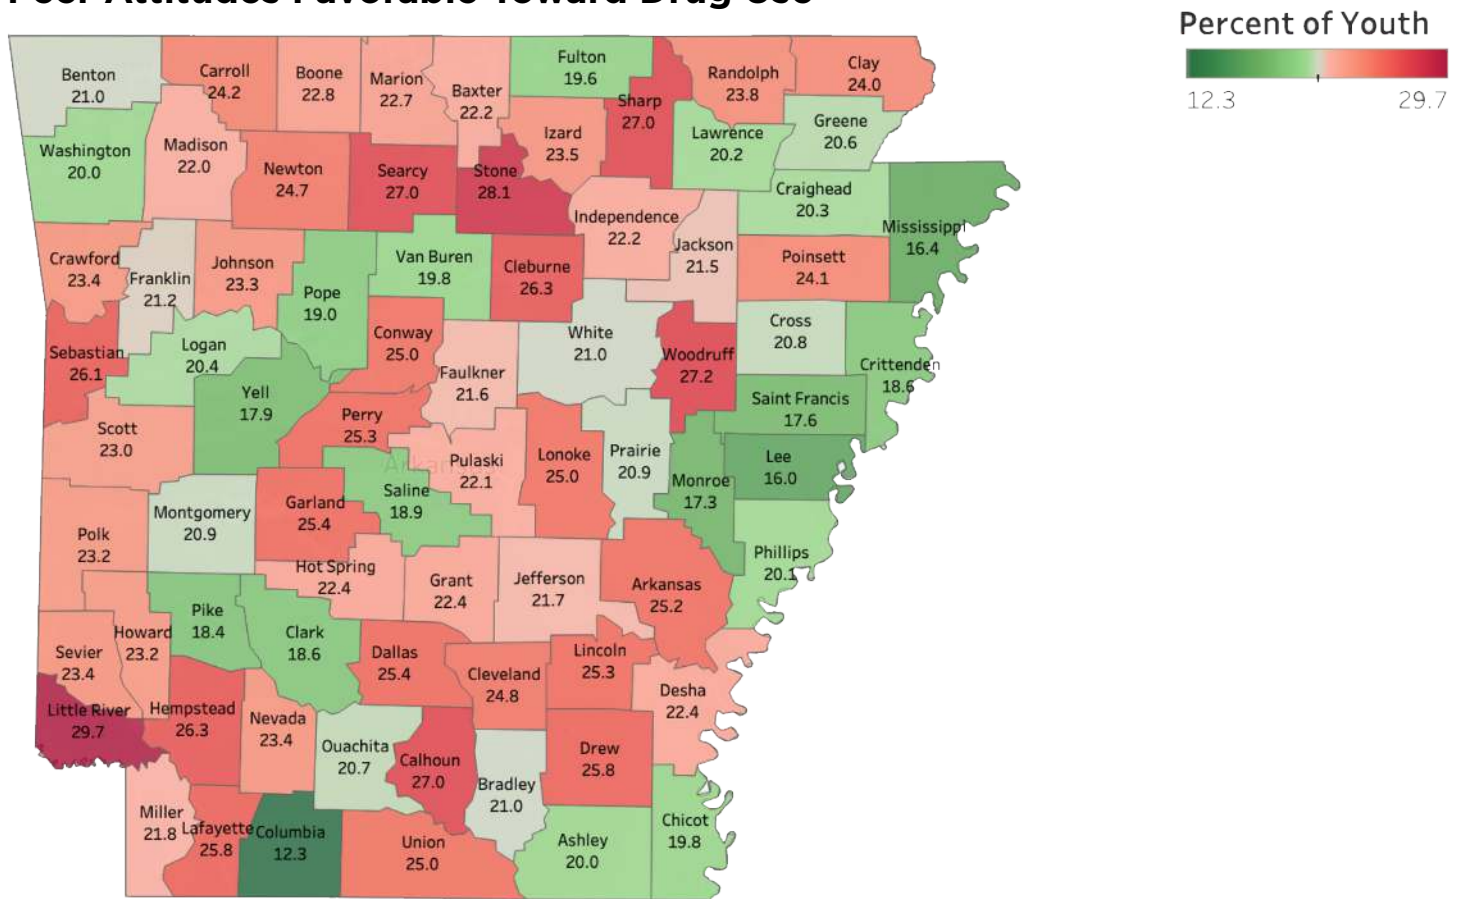 Peer Attitudes Favorable Toward Drug Use
Percent of Youth
12.3 29.7
Benton
21.0
Carroll
24.2
Boone
22.8
Marion
22.7
Baxter
22.2
Fulton
19.6
Sharp
27.0
Randolph
23.8
Clay
24.0
Washington
20.0
Madison
22.0
Newton
24.7
Searcy
27.0
Stone
28.1
Izard
23.5
Lawrence
20.2
Greene
20.6
Independence
22.2
Jackson
21.5
Craighead
20.3
Mississippi
16.4
Crawford
23.4
Franklin
21.2
Johnson
23.3
Pope
19.0
Van Buren
19.8
Cleburne
26.3
Poinsett
24.1
Sebastian
26.1
Logan
20.4
Yell
17.9
Conway
25.0
Faulkner
21.6
White
21.0
Woodruff
27.2
Cross
20.8
Crittenden
18.6
Scott
23.0
Perry
25.3
Saint Francis
17.6
Arkansas
Pulaski
22.1
Lonoke
25.0
Prairie
20.9
Monroe
17.3
Lee
16.0
Polk
23.2
Montgomery
20.9
Garland
25.4
Saline
18.9
Phillips
20.1
Hot Spring
22.4
Grant
22.4
Jefferson
21.7
Arkansas
25.2
Sevier
23.4
Howard
23.2
Pike
18.4
Clark
18.6
Dallas
25.4
Cleveland
24.8
Lincoln
25.3
Desha
22.4
Little River
29.7
Hempstead
26.3
Nevada
23.4
Ouachita
20.7
Calhoun
27.0
Bradley
21.0
Drew
25.8
Miller
21.8
Lafayette
25.8
Columbia
12.3
Union
25.0
Ashley
20.0
Chicot
19.8